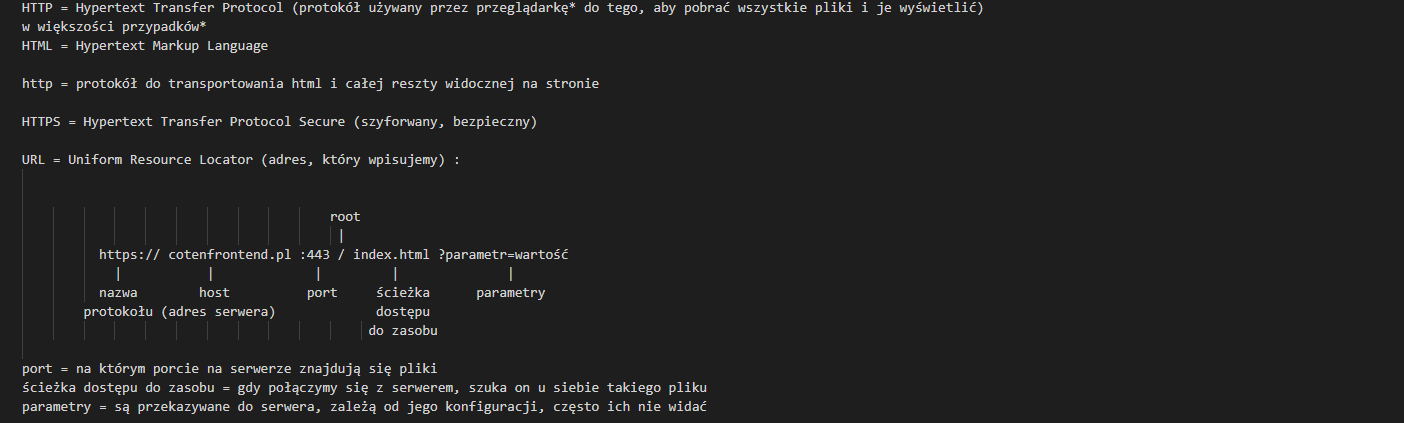 HTTP = Hypertext Transfer Protocol (protokół używany przez przeglądarkę* do tego, aby pobrać wszystkie pliki i je wyświetlić)
w większości przypadków*
HTML = Hypertext Markup Language
http = protokół do transportowania html i całej reszty widocznej na stronie
HTTPS = Hypertext Transfer Protocol Secure (szyforwany, bezpieczny)
URL = Uniform Resource Locator (adres, który wpisujemy) :
root
|
https:// cotenfrontend.pl :443 / index.html ?parametr=wartość
| | | | |
nazwa host port ścieżka parametry
protokołu (adres serwera) dostępu
do zasobu
port = na którym porcie na serwerze znajdują się pliki
ścieżka dostępu do zasobu = gdy połączymy się z serwerem, szuka on u siebie takiego pliku
parametry = są przekazywane do serwera, zależą od jego konfiguracji, często ich nie widać